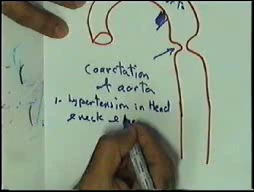 Coarctation
of aorta
1. hypertension in Head
& neck &